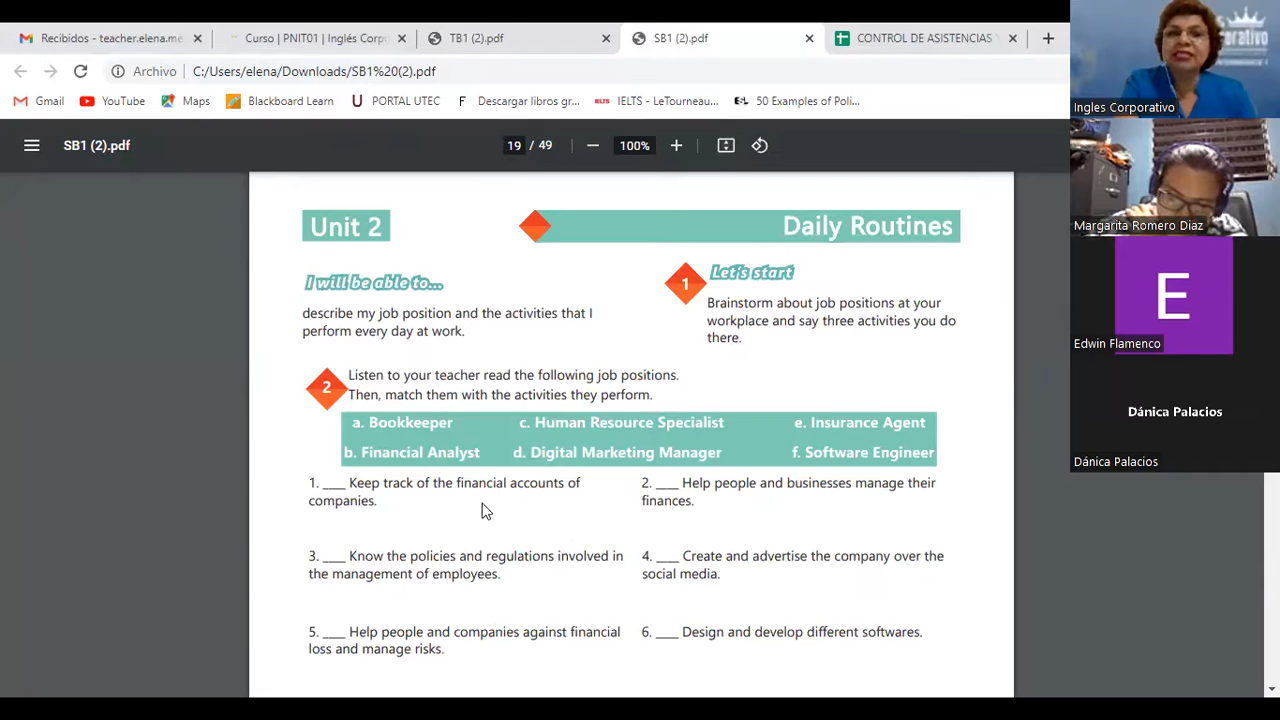 Recibidos - teacher.elena.me
Curso | PNIT01 | Inglés Corpo
TB1 (2).pdf
SB1 (2).pdf
CONTROL DE ASISTENCIAS
Archivo
C:/Users/elena/Downloads/SB1%20(2).pdf
Gmail
YouTube
Maps
Blackboard Learn
PORTAL UTEC
Descargar libros gr...
IELTS - LeTourneau...
50 Examples of Poli...
SB1 (2).pdf
19 / 49
100%
Unit 2
Daily Routines
I will be able to...
describe my job position and the activities that I
perform every day at work.
1
Let's start
Brainstorm about job positions at your
workplace and say three activities you do
there.
2
Listen to your teacher read the following job positions.
Then, match them with the activities they perform.
a. Bookkeeper
c. Human Resource Specialist
e. Insurance Agent
b. Financial Analyst
d. Digital Marketing Manager
f. Software Engineer
1. ____ Keep track of the financial accounts of
companies.
2. ____ Help people and businesses manage their
finances.
3. ____ Know the policies and regulations involved in
the management of employees.
4. ____ Create and advertise the company over the
social media.
5. ____ Help people and companies against financial
loss and manage risks.
6. ____ Design and develop different softwares.
Ingles Corporativo
Margarita Romero Diaz
E
Edwin Flamenco
Dánica Palacios
Dánica Palacios